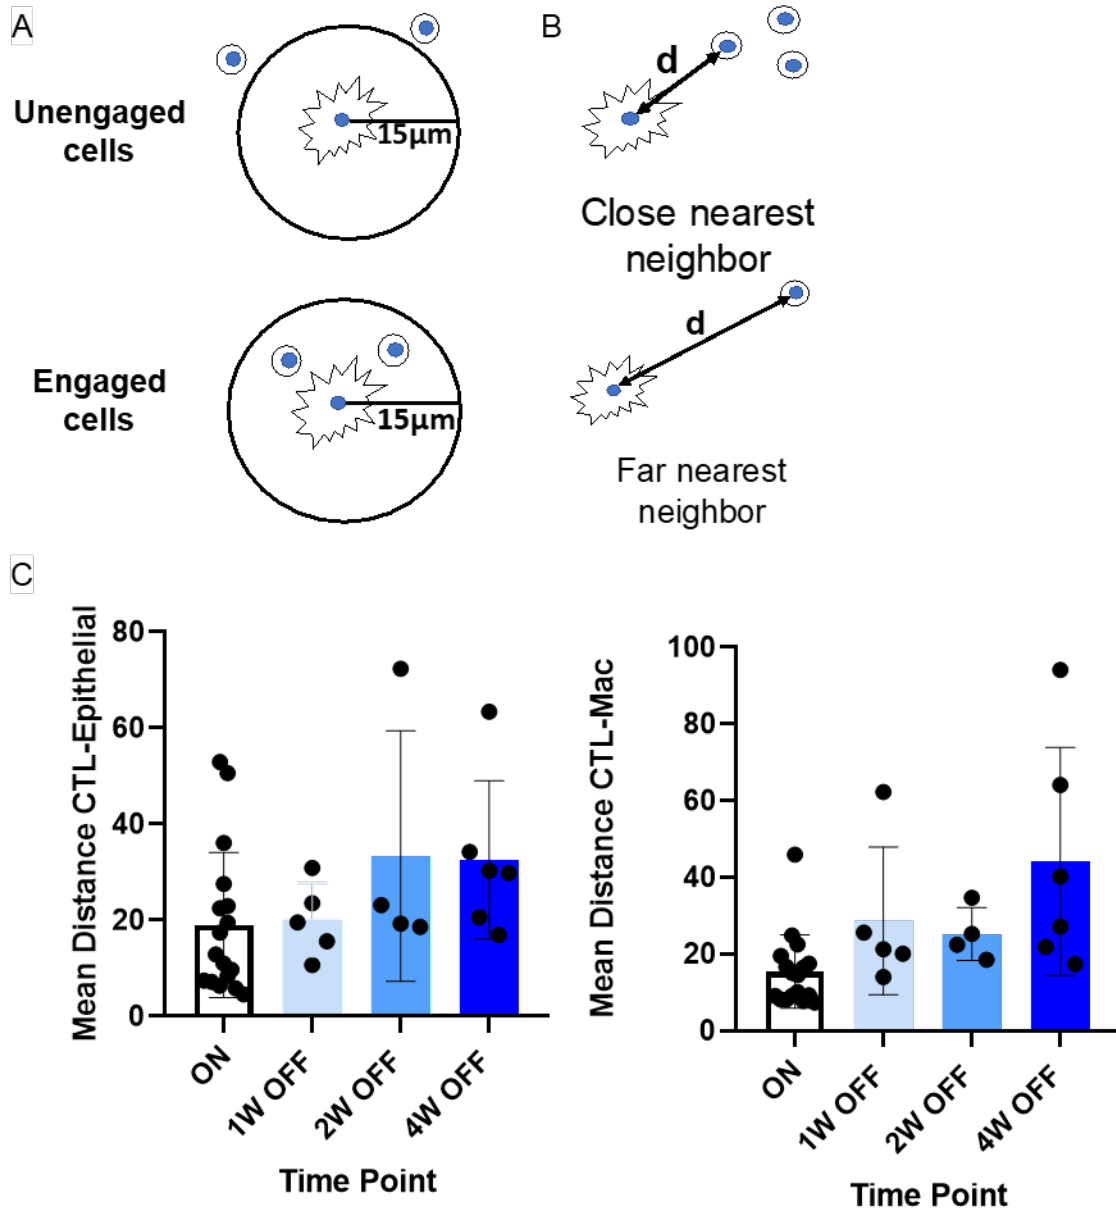 A
Unengaged
cells
15μm
Engaged
cells
15μm
B
d
Close nearest
neighbor
d
Far nearest
neighbor
C
Mean Distance CTL-Epithelial
80
60
40
20
0
ON
1W OFF
2W OFF
4W OFF
Time Point
Mean Distance CTL-Mac
100
80
60
40
20
0
ON
1W OFF
2W OFF
4W OFF
Time Point